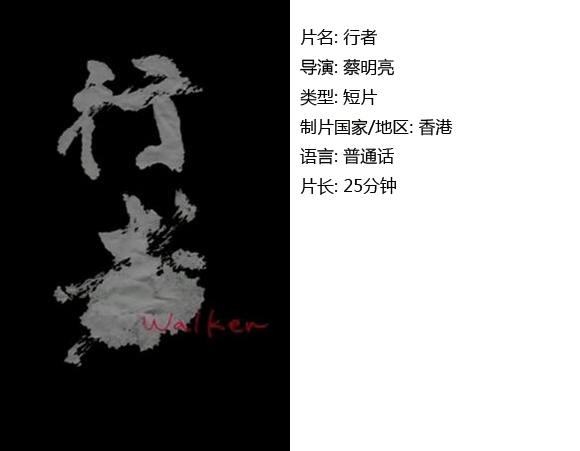 行者
Walker
片名: 行者
导演: 蔡明亮
类型: 短片
制片国家/地区: 香港
语言: 普通话
片长: 25分钟